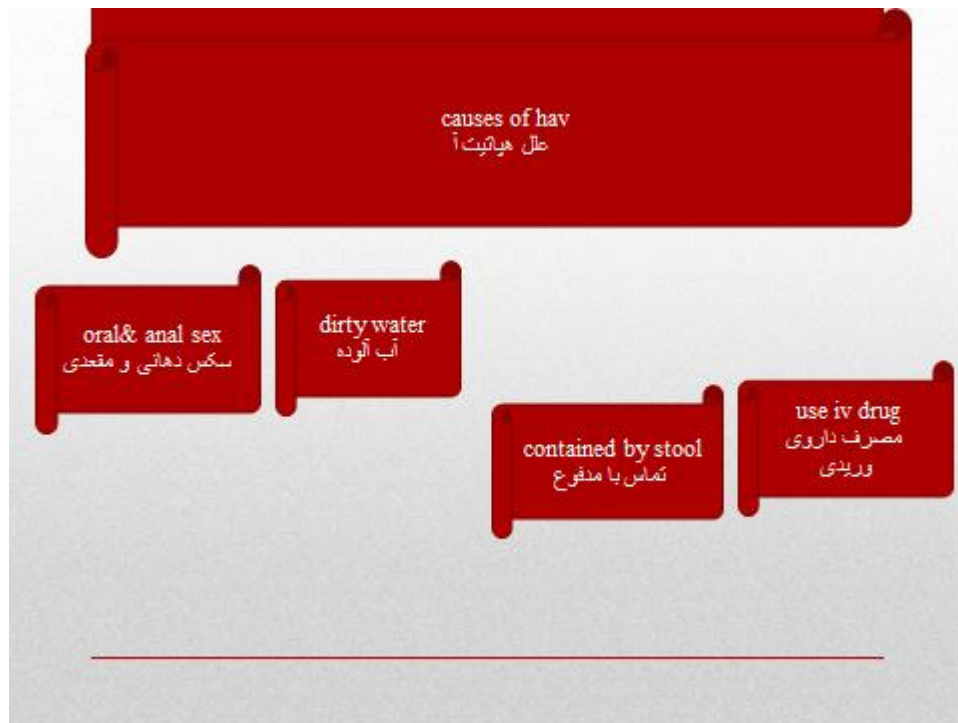 causes of hav
علل هپاتیت آ
oral& anal sex
سکس دهانی و مقعدی
dirty water
آب آلوده
contained by stool
تماس با مدفوع
use iv drug
مصرف داروی
وریدی